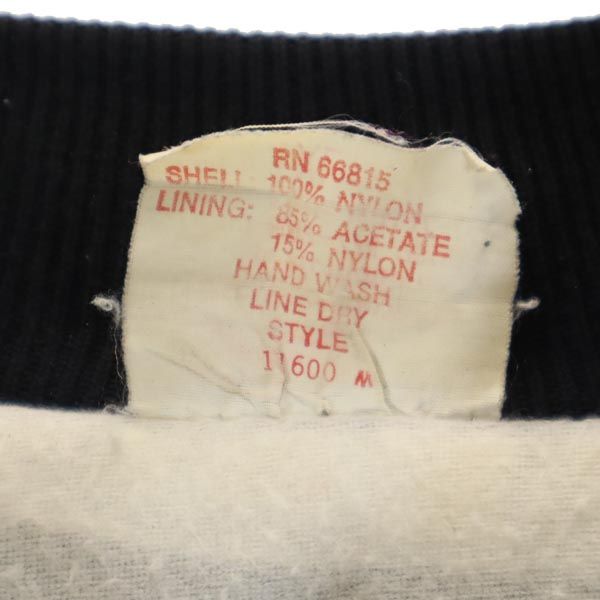 RN 66815
SHELL 100% NYLON
LINING: 85% ACETATE
15% NYLON
HAND WASH
LINE DRY
STYLE
11600 M